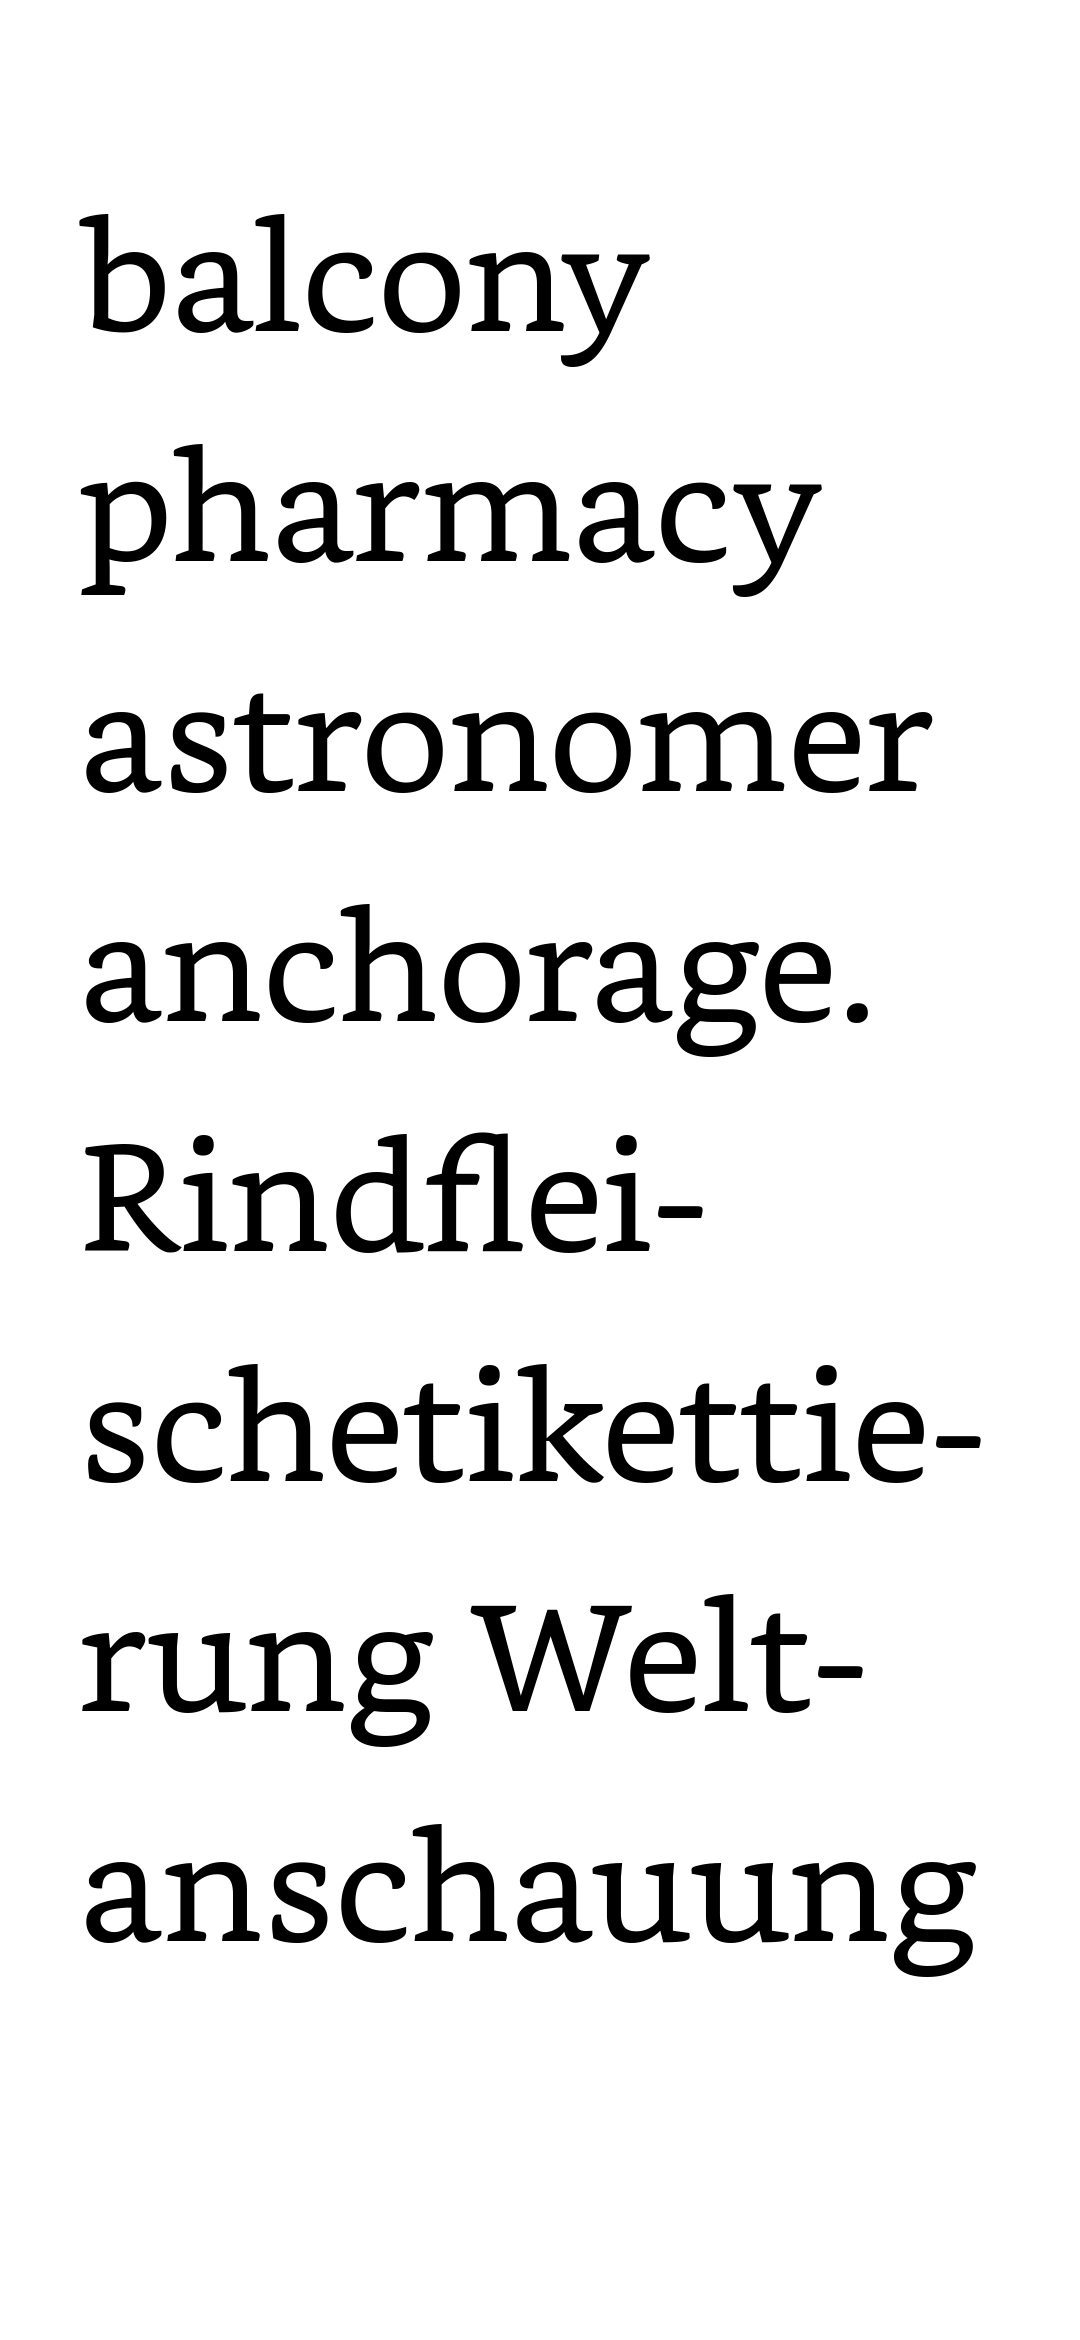 balcony
pharmacy
astronomer
anchorage.
Rindflei-
schetikettie-
rung Welt-
anschauung